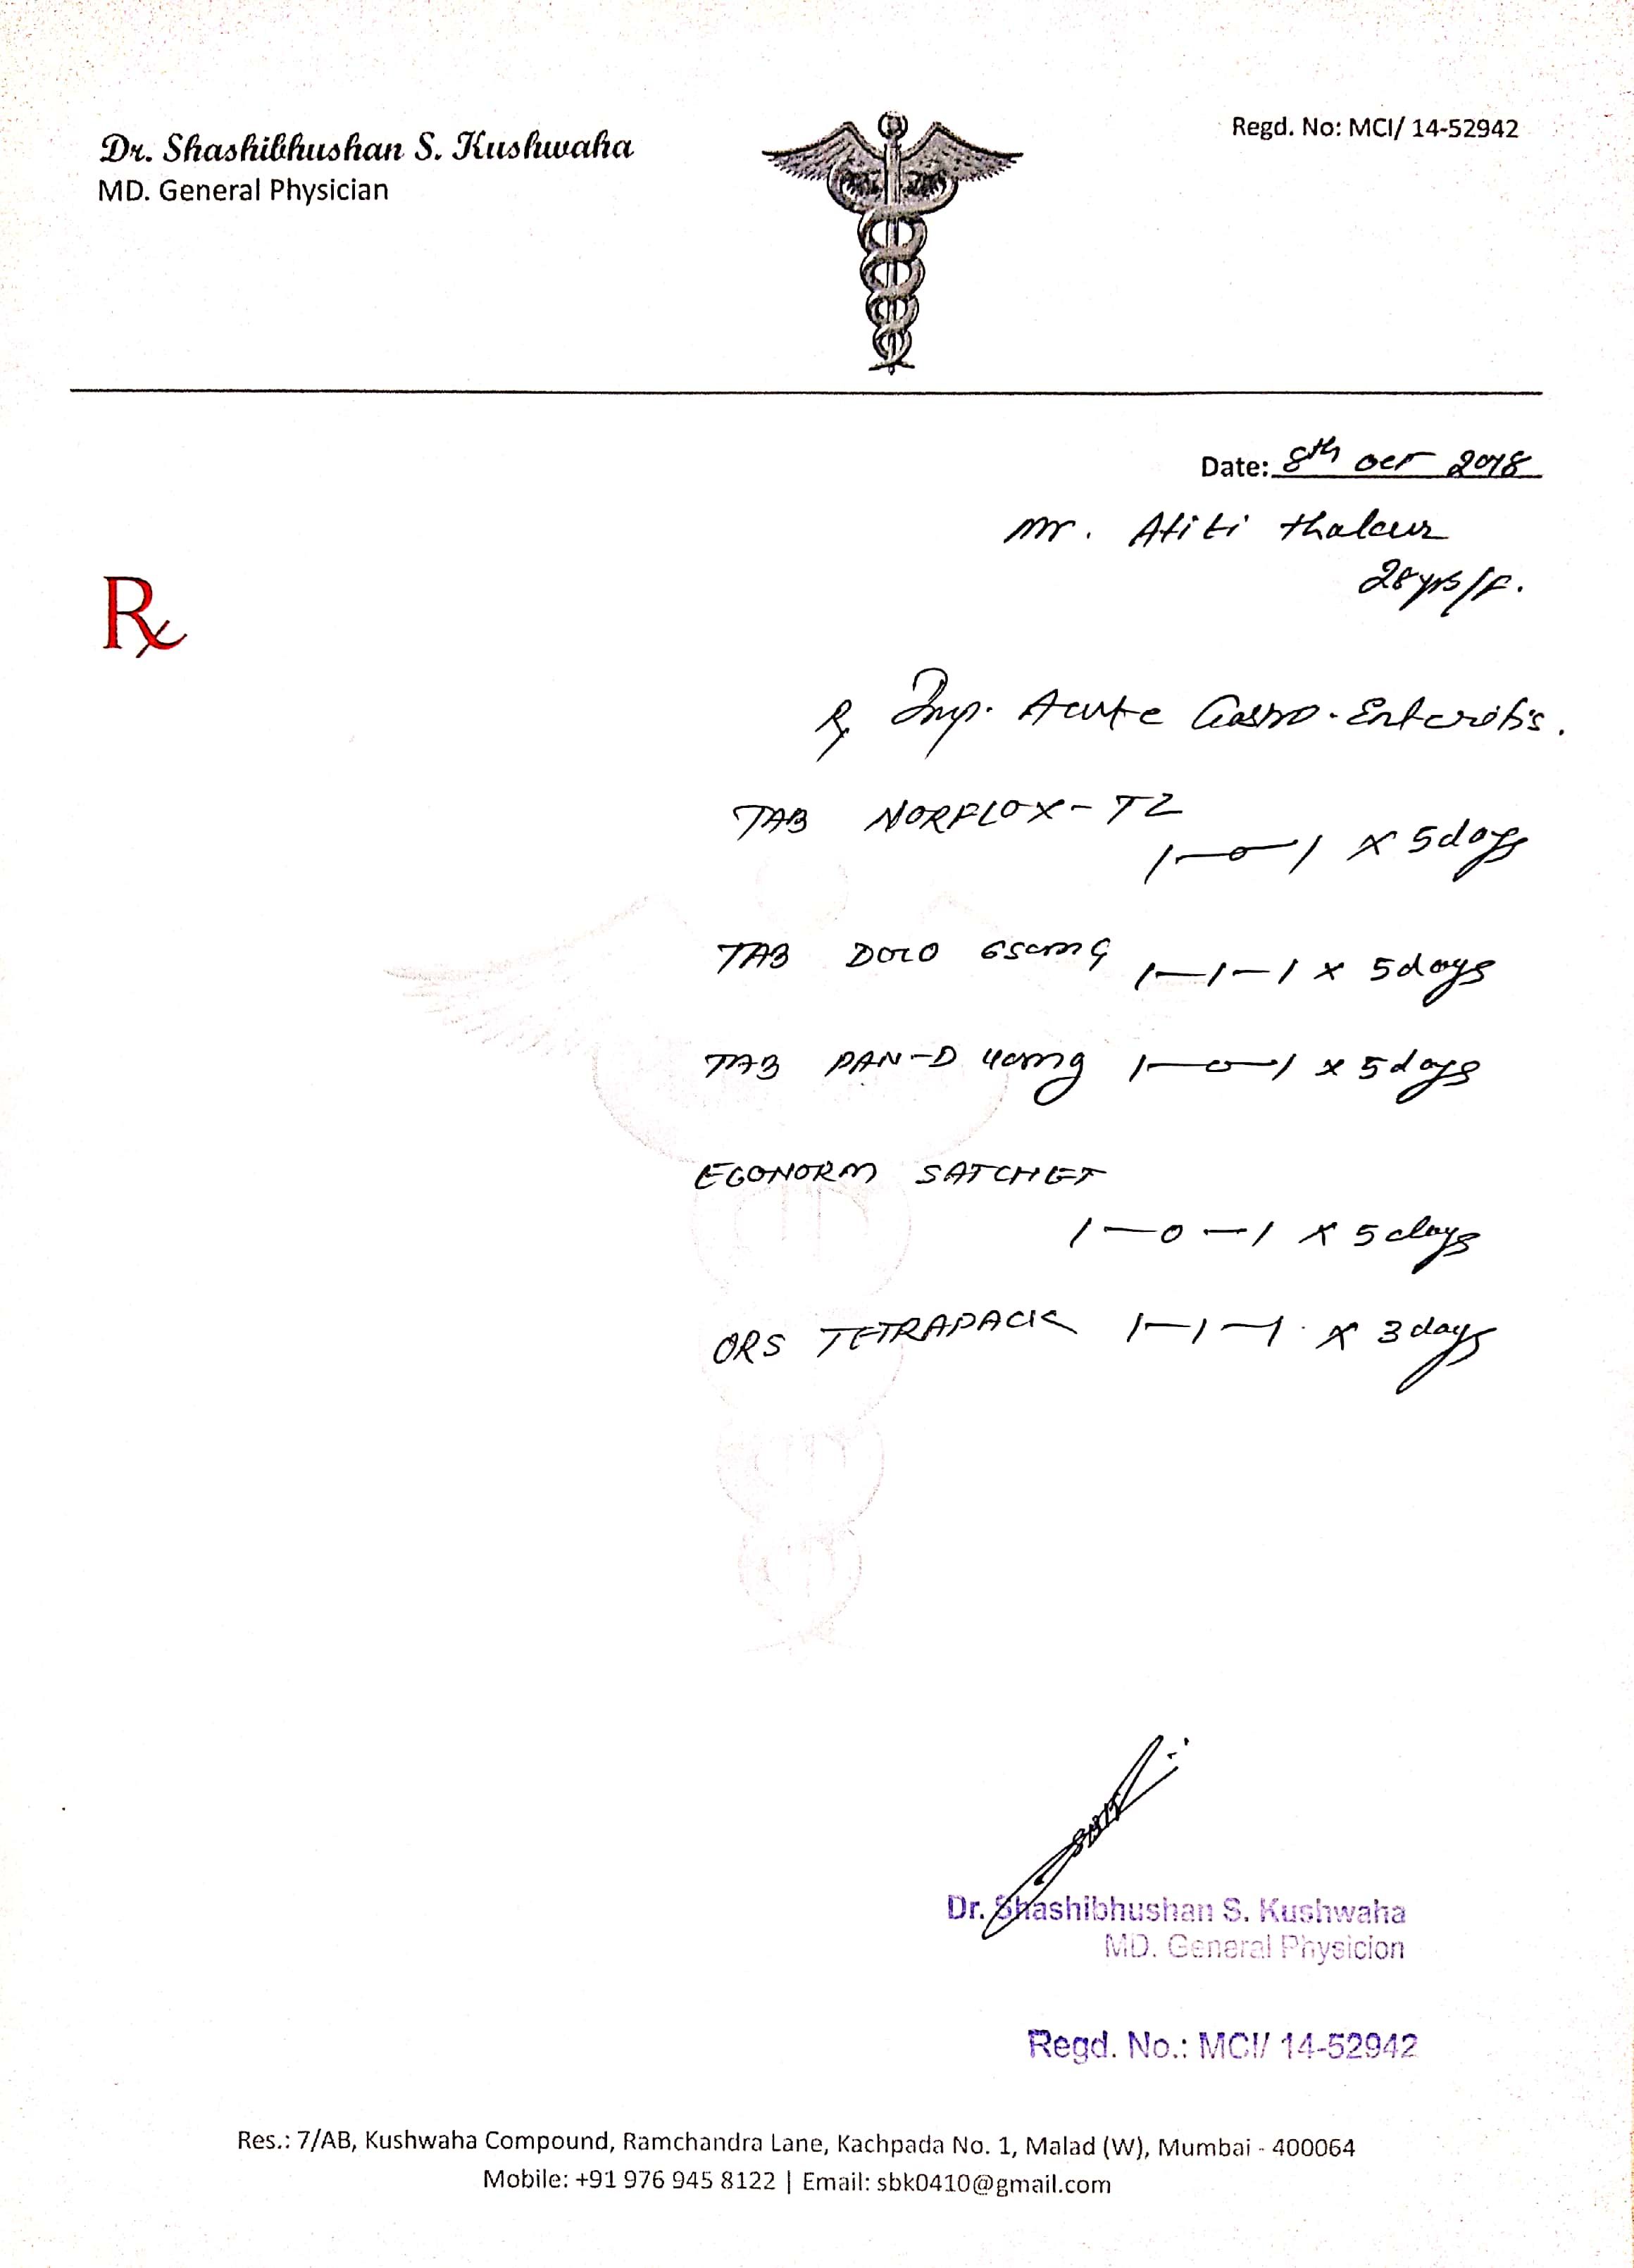 Dr. Shashibhushan S. Kushwaha
MD. General Physician
Regd. No: MCI/ 14-52942
Date: 8th oct 2018
Mr. Atiti Thakur
28yrs/F.
Rx
Rx Imp. Acute Gastro-Enteritis.
TAB NORFLOX-TZ
1—0—1 x 5days
TAB DOLO 650mg 1—1—1 x 5days
TAB PAN-D 40mg 1—0—1 x 5days
ECONORM SATCHET
1—0—1 x 5days
ORS TETRAPACK 1—1—1 x 3days
Dr. Shashibhushan S. Kushwaha
MD. General Physicion
Regd. No.: MCI/ 14-52942
Res.: 7/AB, Kushwaha Compound, Ramchandra Lane, Kachpada No. 1, Malad (W), Mumbai - 400064
Mobile: +91 976 945 8122 | Email: sbk0410@gmail.com